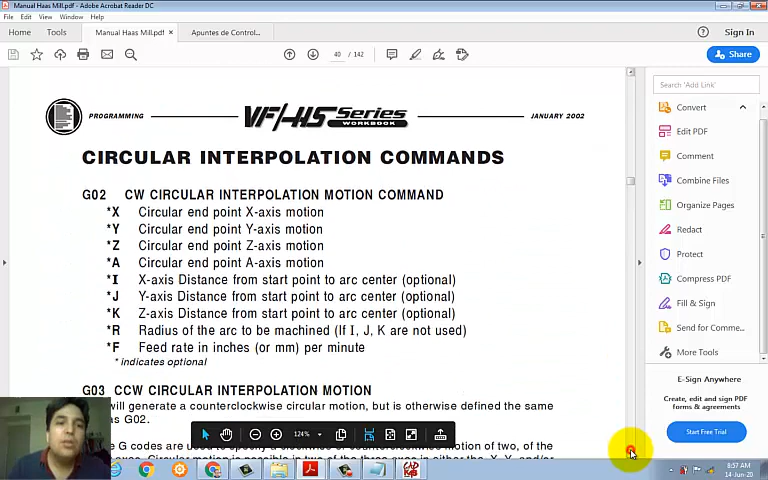 Manual Haas Mill.pdf - Adobe Acrobat Reader DC
File Edit View Window Help
Home Tools Manual Haas Mill.pdf × Apuntes de Control... Sign In
40 / 142 Share
PROGRAMMING VF/HS Series WORKBOOK JANUARY 2002
CIRCULAR INTERPOLATION COMMANDS
G02 CW CIRCULAR INTERPOLATION MOTION COMMAND
*X Circular end point X-axis motion
*Y Circular end point Y-axis motion
*Z Circular end point Z-axis motion
*A Circular end point A-axis motion
*I X-axis Distance from start point to arc center (optional)
*J Y-axis Distance from start point to arc center (optional)
*K Z-axis Distance from start point to arc center (optional)
*R Radius of the arc to be machined (If I, J, K are not used)
*F Feed rate in inches (or mm) per minute
* indicates optional
G03 CCW CIRCULAR INTERPOLATION MOTION
will generate a counterclockwise circular motion, but is otherwise defined the same
as G02.
G codes are
motion of two, of the
124%
Search 'Add Link'
Convert
Edit PDF
Comment
Combine Files
Organize Pages
Redact
Protect
Compress PDF
Fill & Sign
Send for Comme...
More Tools
E-Sign Anywhere
Create, edit and sign PDF
forms & agreements
Start Free Trial
8:57 AM
14-Jun-20